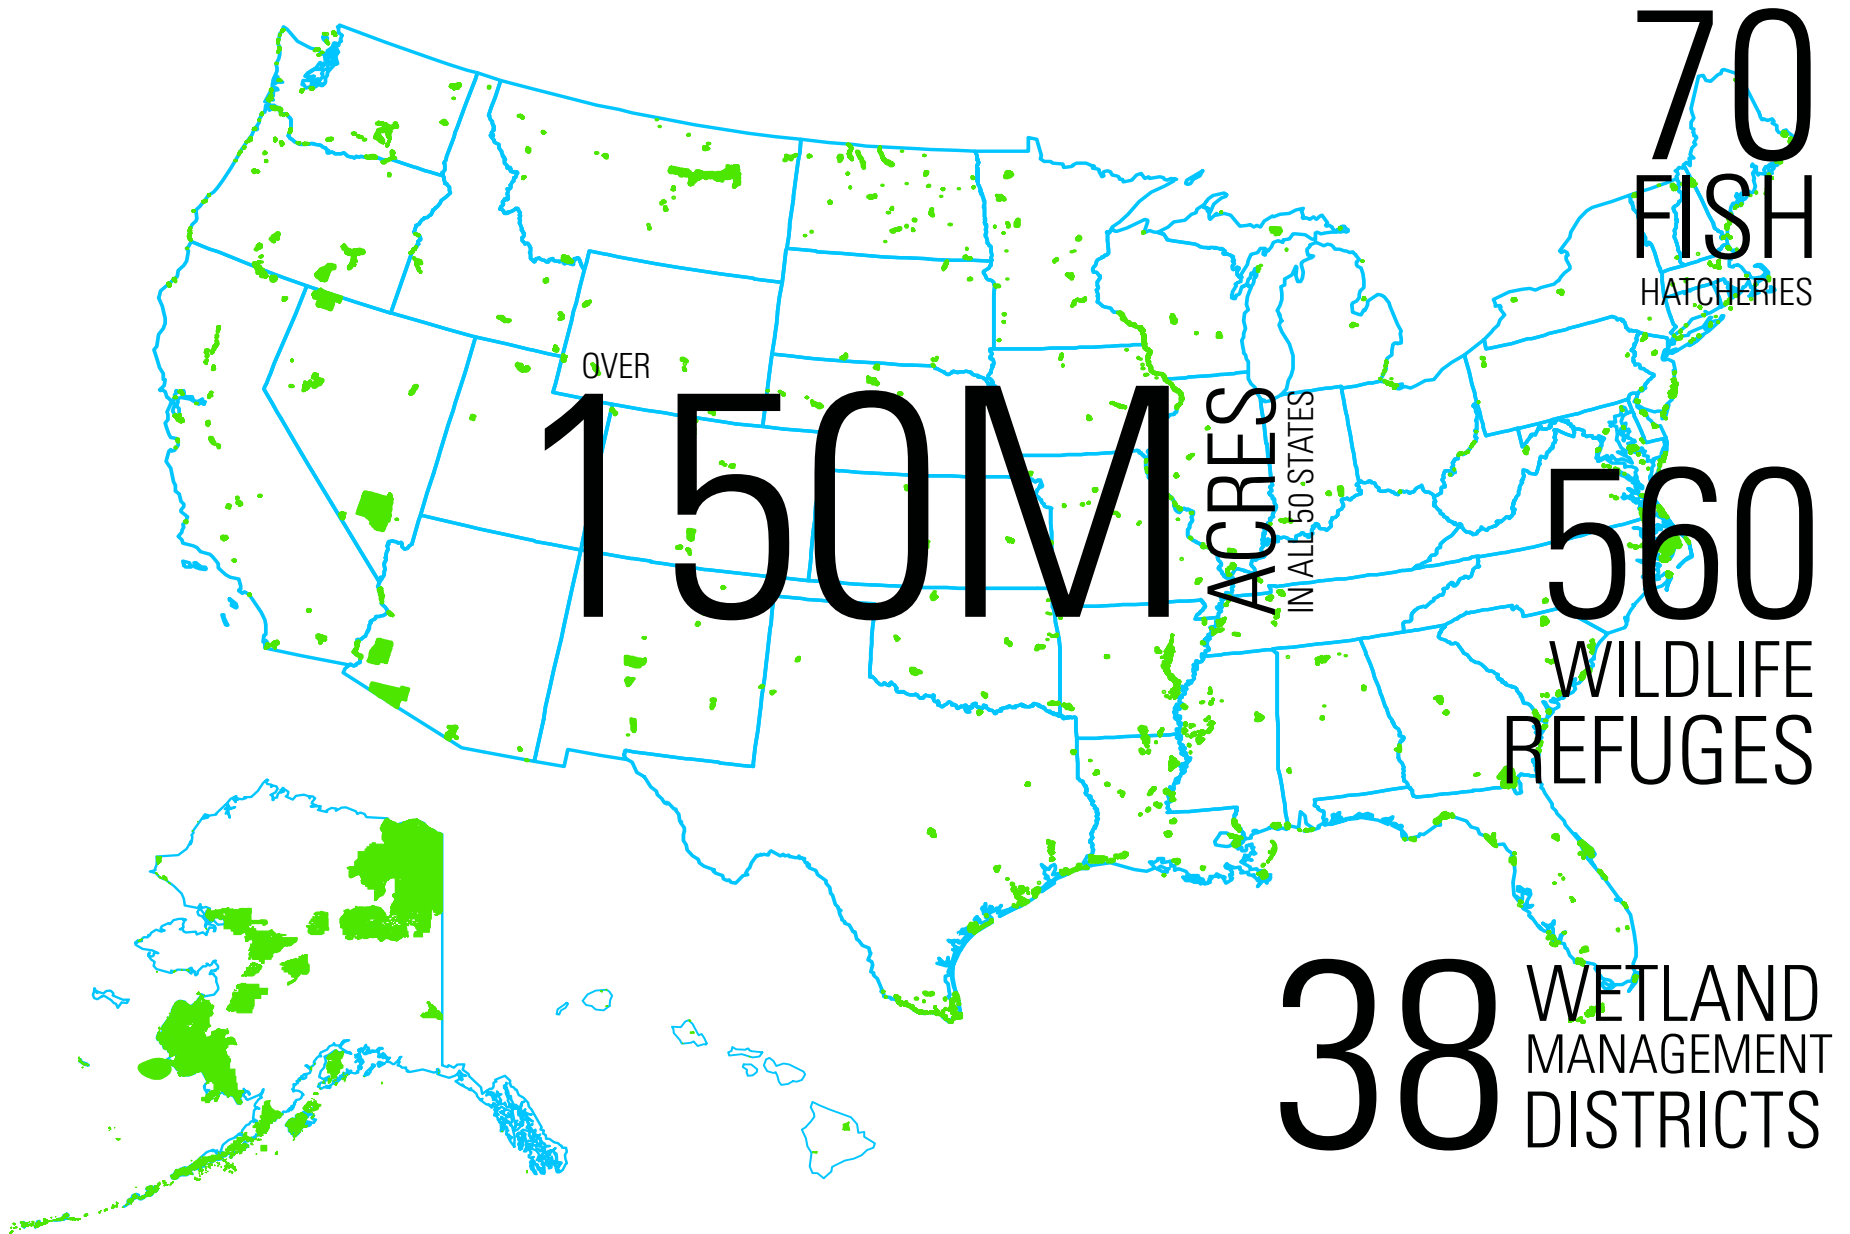 70
FISH
HATCHERIES
OVER
150M
ACRES
IN ALL 50 STATES
560
WILDLIFE
REFUGES
38
WETLAND
MANAGEMENT
DISTRICTS